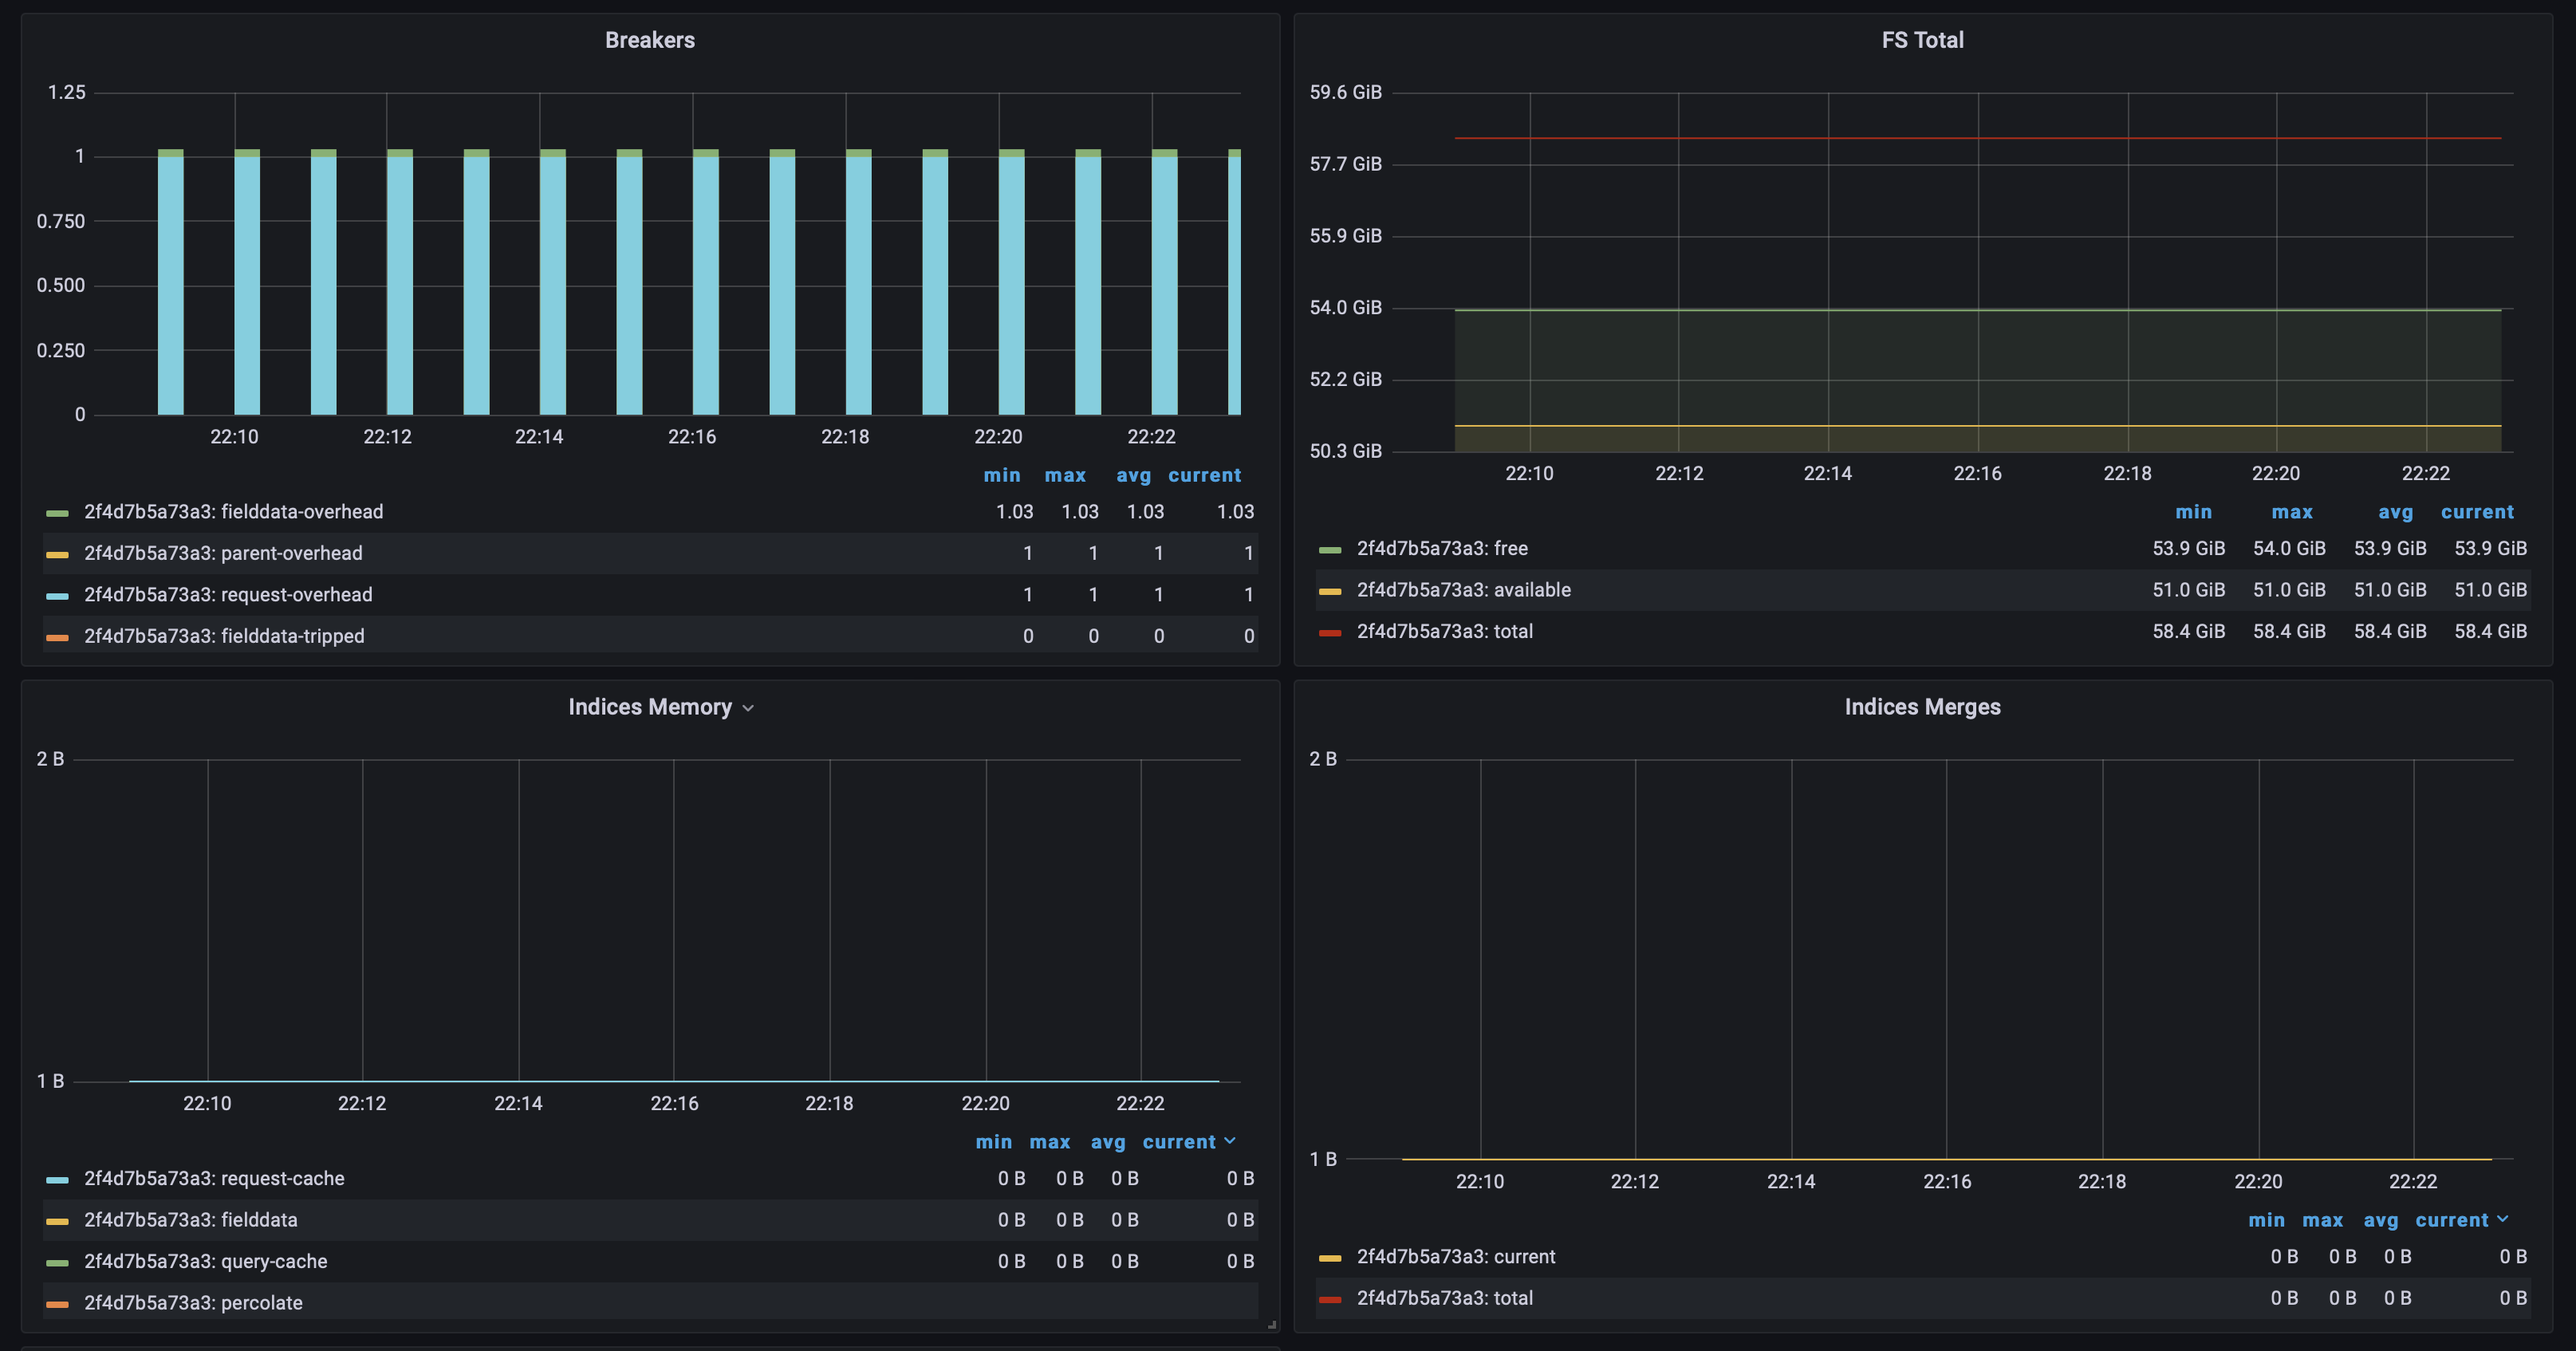 Breakers
1.25
1
0.750
0.500
0.250
0
22:10 22:12 22:14 22:16 22:18 22:20 22:22
min max avg current
2f4d7b5a73a3: fielddata-overhead 1.03 1.03 1.03 1.03
2f4d7b5a73a3: parent-overhead 1 1 1 1
2f4d7b5a73a3: request-overhead 1 1 1 1
2f4d7b5a73a3: fielddata-tripped 0 0 0 0
FS Total
59.6 GiB
57.7 GiB
55.9 GiB
54.0 GiB
52.2 GiB
50.3 GiB
22:10 22:12 22:14 22:16 22:18 22:20 22:22
min max avg current
2f4d7b5a73a3: free 53.9 GiB 54.0 GiB 53.9 GiB 53.9 GiB
2f4d7b5a73a3: available 51.0 GiB 51.0 GiB 51.0 GiB 51.0 GiB
2f4d7b5a73a3: total 58.4 GiB 58.4 GiB 58.4 GiB 58.4 GiB
Indices Memory
2 B
1 B
22:10 22:12 22:14 22:16 22:18 22:20 22:22
min max avg current
2f4d7b5a73a3: request-cache 0 B 0 B 0 B 0 B
2f4d7b5a73a3: fielddata 0 B 0 B 0 B 0 B
2f4d7b5a73a3: query-cache 0 B 0 B 0 B 0 B
2f4d7b5a73a3: percolate
Indices Merges
2 B
1 B
22:10 22:12 22:14 22:16 22:18 22:20 22:22
min max avg current
2f4d7b5a73a3: current 0 B 0 B 0 B 0 B
2f4d7b5a73a3: total 0 B 0 B 0 B 0 B